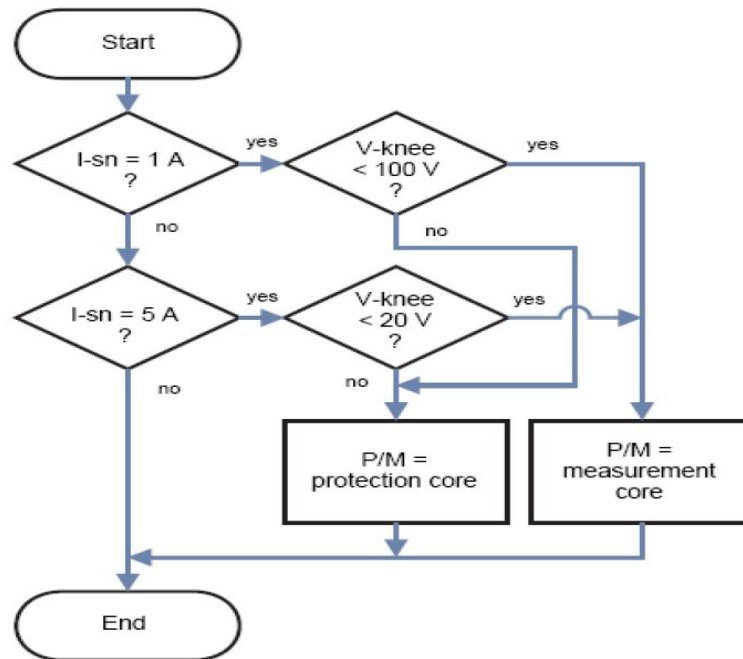 Start
I-sn = 1 A
?
yes
V-knee
< 100 V
?
yes
no
no
I-sn = 5 A
?
yes
V-knee
< 20 V
?
yes
no
no
P/M =
protection core
P/M =
measurement
core
End